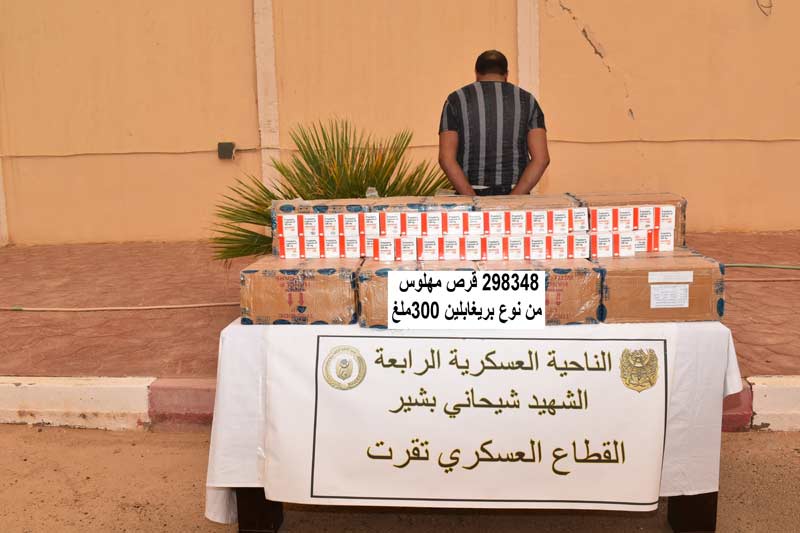 298348 قرص مهلوس
من نوع بريغابلين 300ملغ
الناحية العسكرية الرابعة
الشهيد شيحاني بشير
القطاع العسكري تقرت